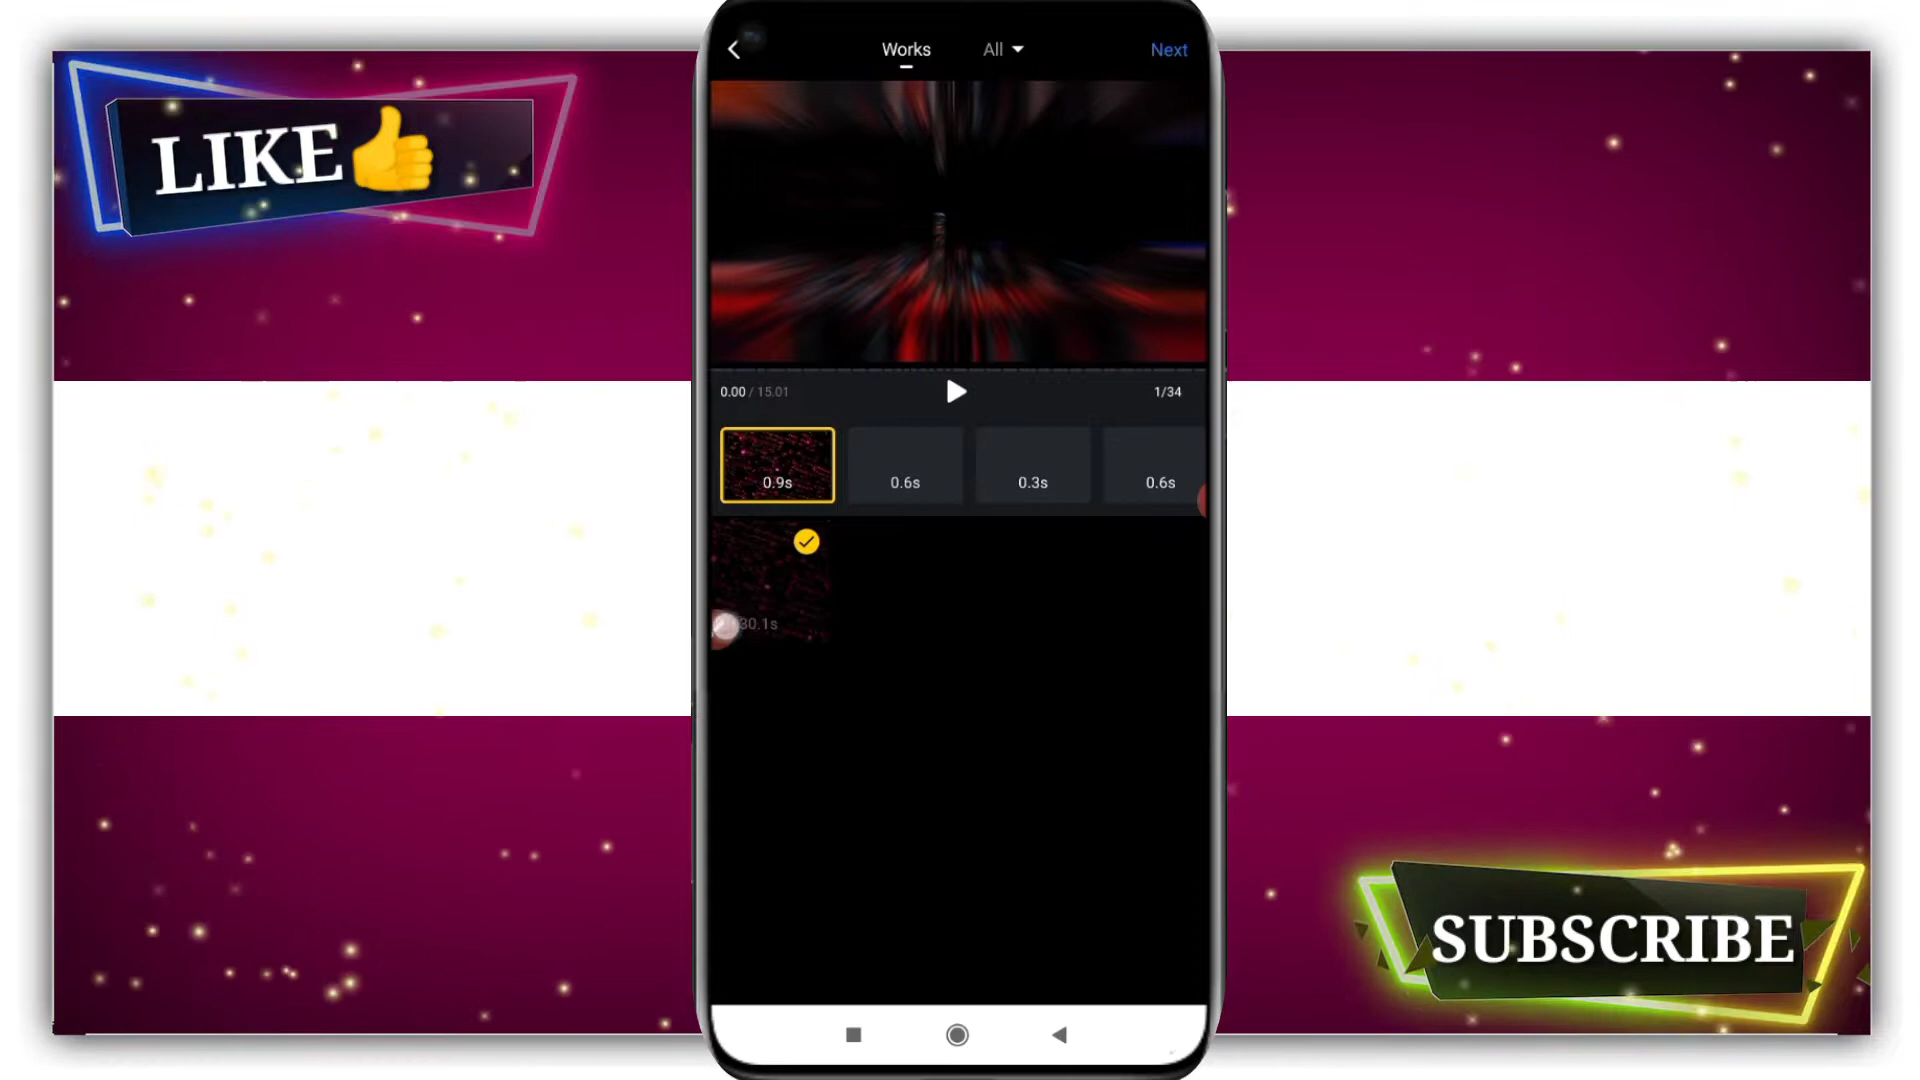 LIKE👍
Works
All
Next
0.00 / 15.01
1/34
0.9s
0.6s
0.3s
0.6s
30.1s
SUBSCRIBE